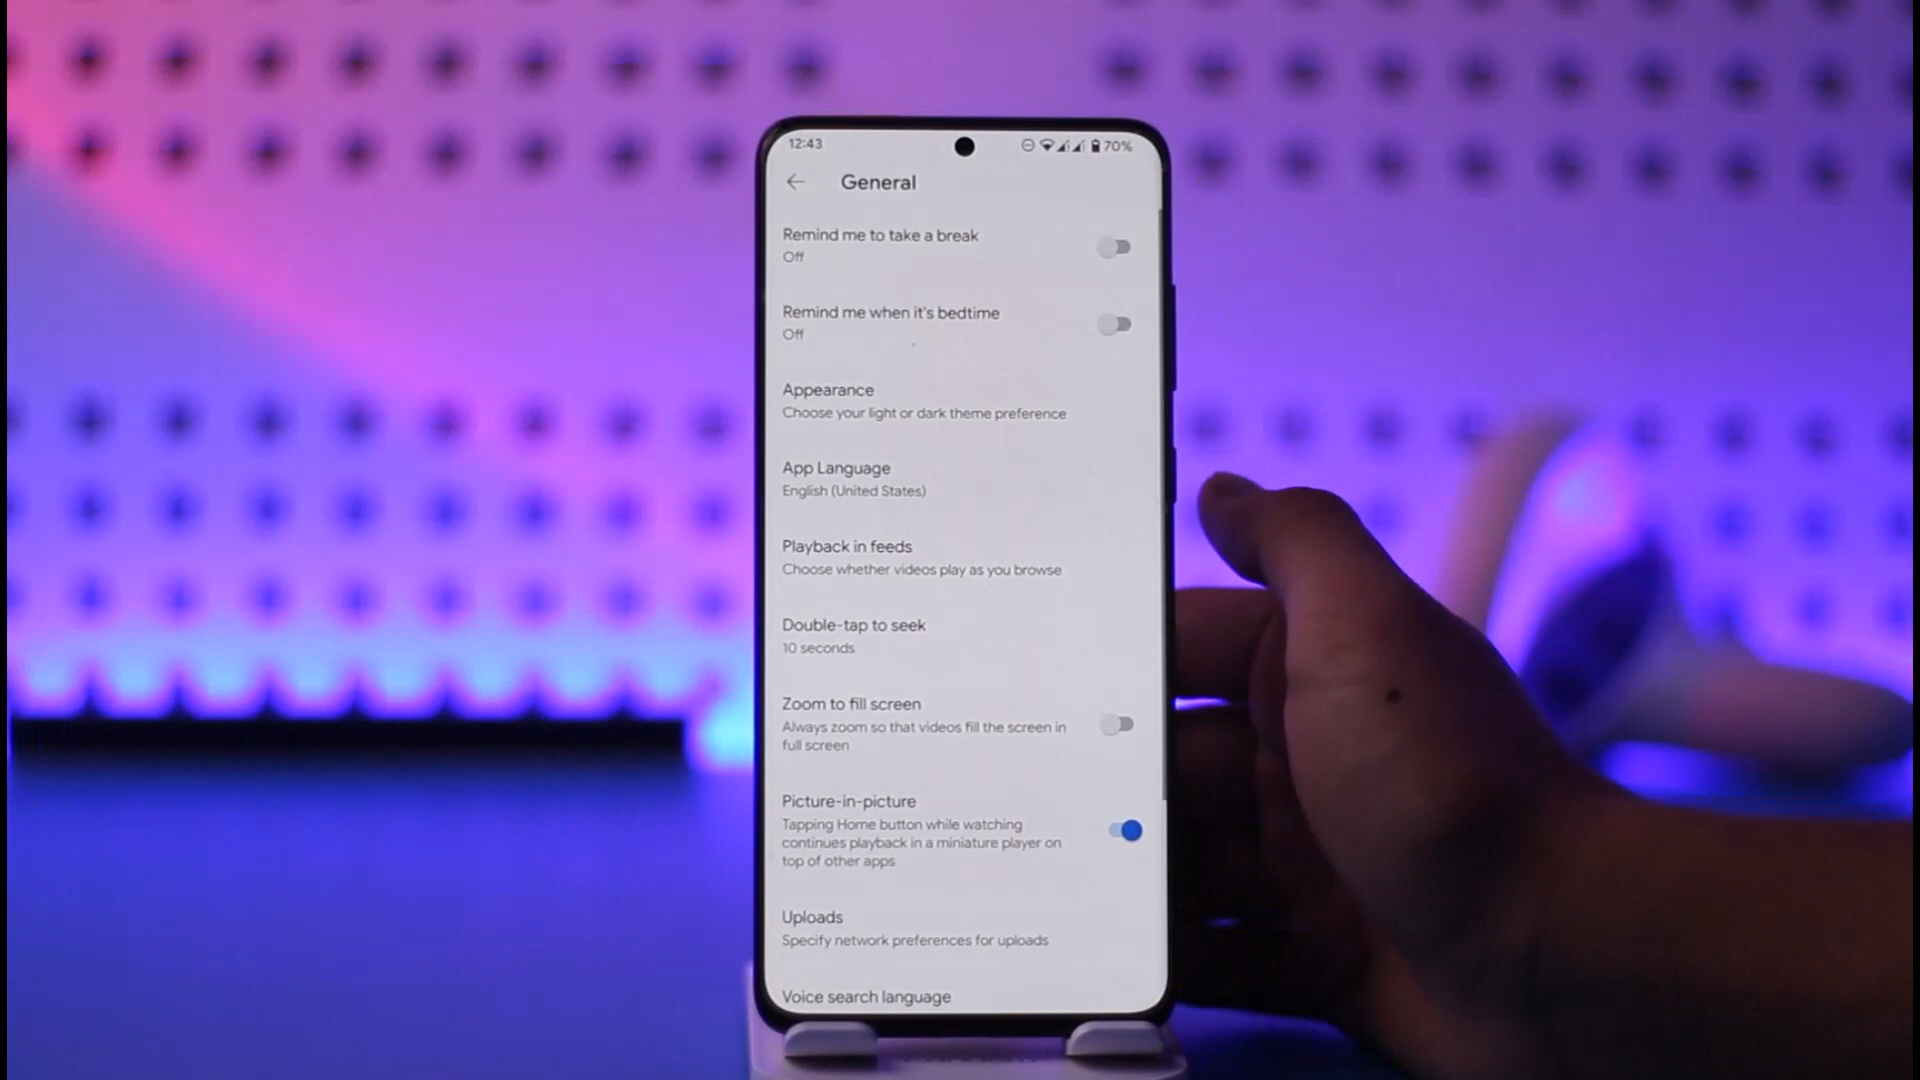 12:43
70%
General
Remind me to take a break
Off
Remind me when it's bedtime
Off
Appearance
Choose your light or dark theme preference
App Language
English (United States)
Playback in feeds
Choose whether videos play as you browse
Double-tap to seek
10 seconds
Zoom to fill screen
Always zoom so that videos fill the screen in
full screen
Picture-in-picture
Tapping Home button while watching
continues playback in a miniature player on
top of other apps
Uploads
Specify network preferences for uploads
Voice search language